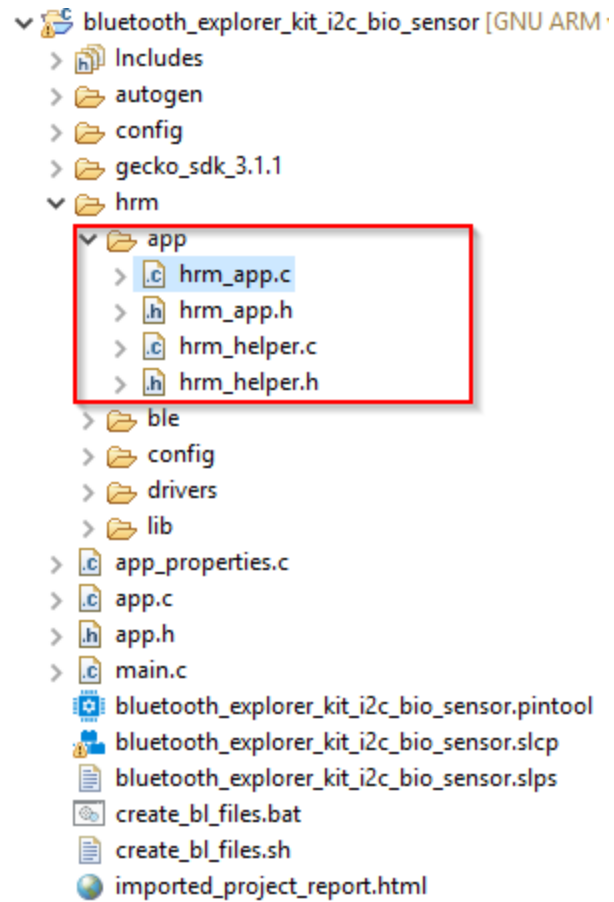 bluetooth_explorer_kit_i2c_bio_sensor [GNU ARM
Includes
autogen
config
gecko_sdk_3.1.1
hrm
app
.c hrm_app.c
.h hrm_app.h
.c hrm_helper.c
.h hrm_helper.h
ble
config
drivers
lib
.c app_properties.c
.c app.c
.h app.h
.c main.c
bluetooth_explorer_kit_i2c_bio_sensor.pintool
bluetooth_explorer_kit_i2c_bio_sensor.slcp
bluetooth_explorer_kit_i2c_bio_sensor.slps
create_bl_files.bat
create_bl_files.sh
imported_project_report.html